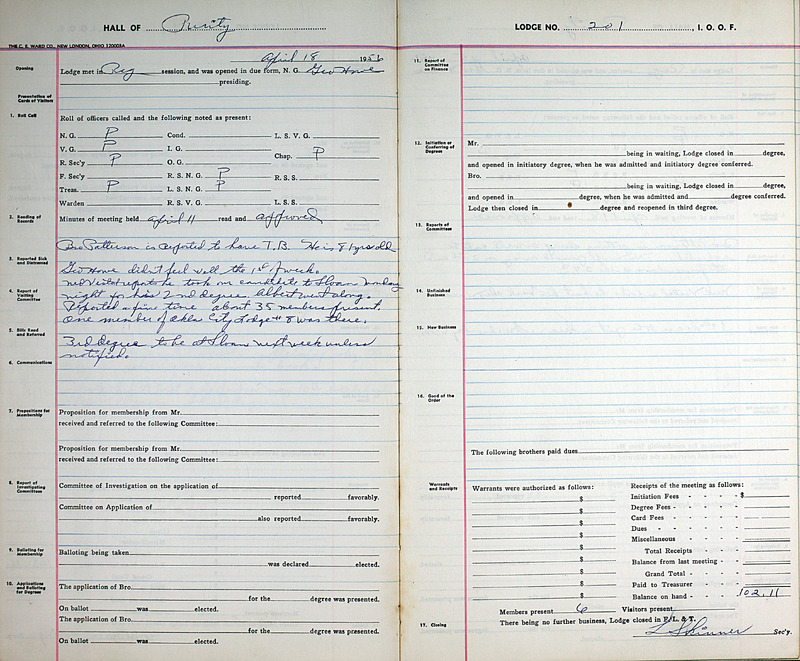 HALL OF Purity
THE C. E. WARD CO., NEW LONDON, OHIO 120003A
April 18 1956
Opening
Lodge met in Reg session, and was opened in due form, N. G. Geo Howe
presiding.
Presentation of Cards of Visitors
1. Roll Call
Roll of officers called and the following noted as present:
N. G. P Cond. L. S. V. G.
V. G. P I. G. Chap. P
R. Sec'y P O. G.
F. Sec'y R. S. N. G. P R. S. S.
Treas. P L. S. N. G. P
Warden R. S. V. G. L. S. S.
2. Reading of Records
Minutes of meeting held April 11 read and approved
Bro Patterson is reported to have T.B. He is 81 yrs old
3. Reported Sick and Distressed
Geo Howe didn't feel well the 1st of week.
reports he took our candidate to Sloan Monday
4. Report of Visiting Committee
night for his 2nd degree. Albert went along.
Reported a fine time about 35 members present.
One member of Okla City Lodge #8 was there.
5. Bills Read and Referred
3rd degree to be at Sloan next week unless
notified.
6. Communications
7. Propositions for Membership
Proposition for membership from Mr.
received and referred to the following Committee:
Proposition for membership from Mr.
received and referred to the following Committee:
8. Report of Investigating Committees
Committee of Investigation on the application of
reported favorably.
Committee on Application of
also reported favorably.
9. Balloting for Membership
Balloting being taken
was declared elected.
10. Applications and Balloting for Degrees
The application of Bro.
for the degree was presented.
On ballot was elected.
The application of Bro.
for the degree was presented.
On ballot was elected.
LODGE NO. 201 I. O. O. F.
11. Report of Committee on Finance
12. Initiation or Conferring of Degrees
Mr.
being in waiting, Lodge closed in degree,
and opened in initiatory degree, when he was admitted and initiatory degree conferred.
Bro.
being in waiting, Lodge closed in degree,
and opened in degree, when he was admitted and degree conferred.
Lodge then closed in degree and reopened in third degree.
13. Reports of Committees
14. Unfinished Business
15. New Business
16. Good of the Order
The following brothers paid dues
Warrants and Receipts
Warrants were authorized as follows: Receipts of the meeting as follows:
$ Initiation Fees - - - - $
$ Degree Fees - - - - -
$ Card Fees - - - -
$ Dues - - - - -
$ Miscellaneous - - - -
$ Total Receipts - -
$ Balance from last meeting -
$ Grand Total - - -
$ Paid to Treasurer - -
Balance on hand - - - 102.11
Members present 6 Visitors present
17. Closing
There being no further business, Lodge closed in F., L. & T.
L Skinner Sec'y.